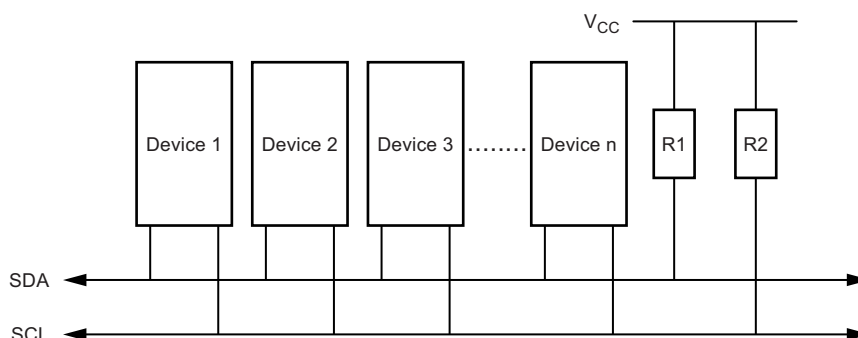 VCC
Device 1 Device 2 Device 3 ........ Device n R1 R2
SDA
SCL